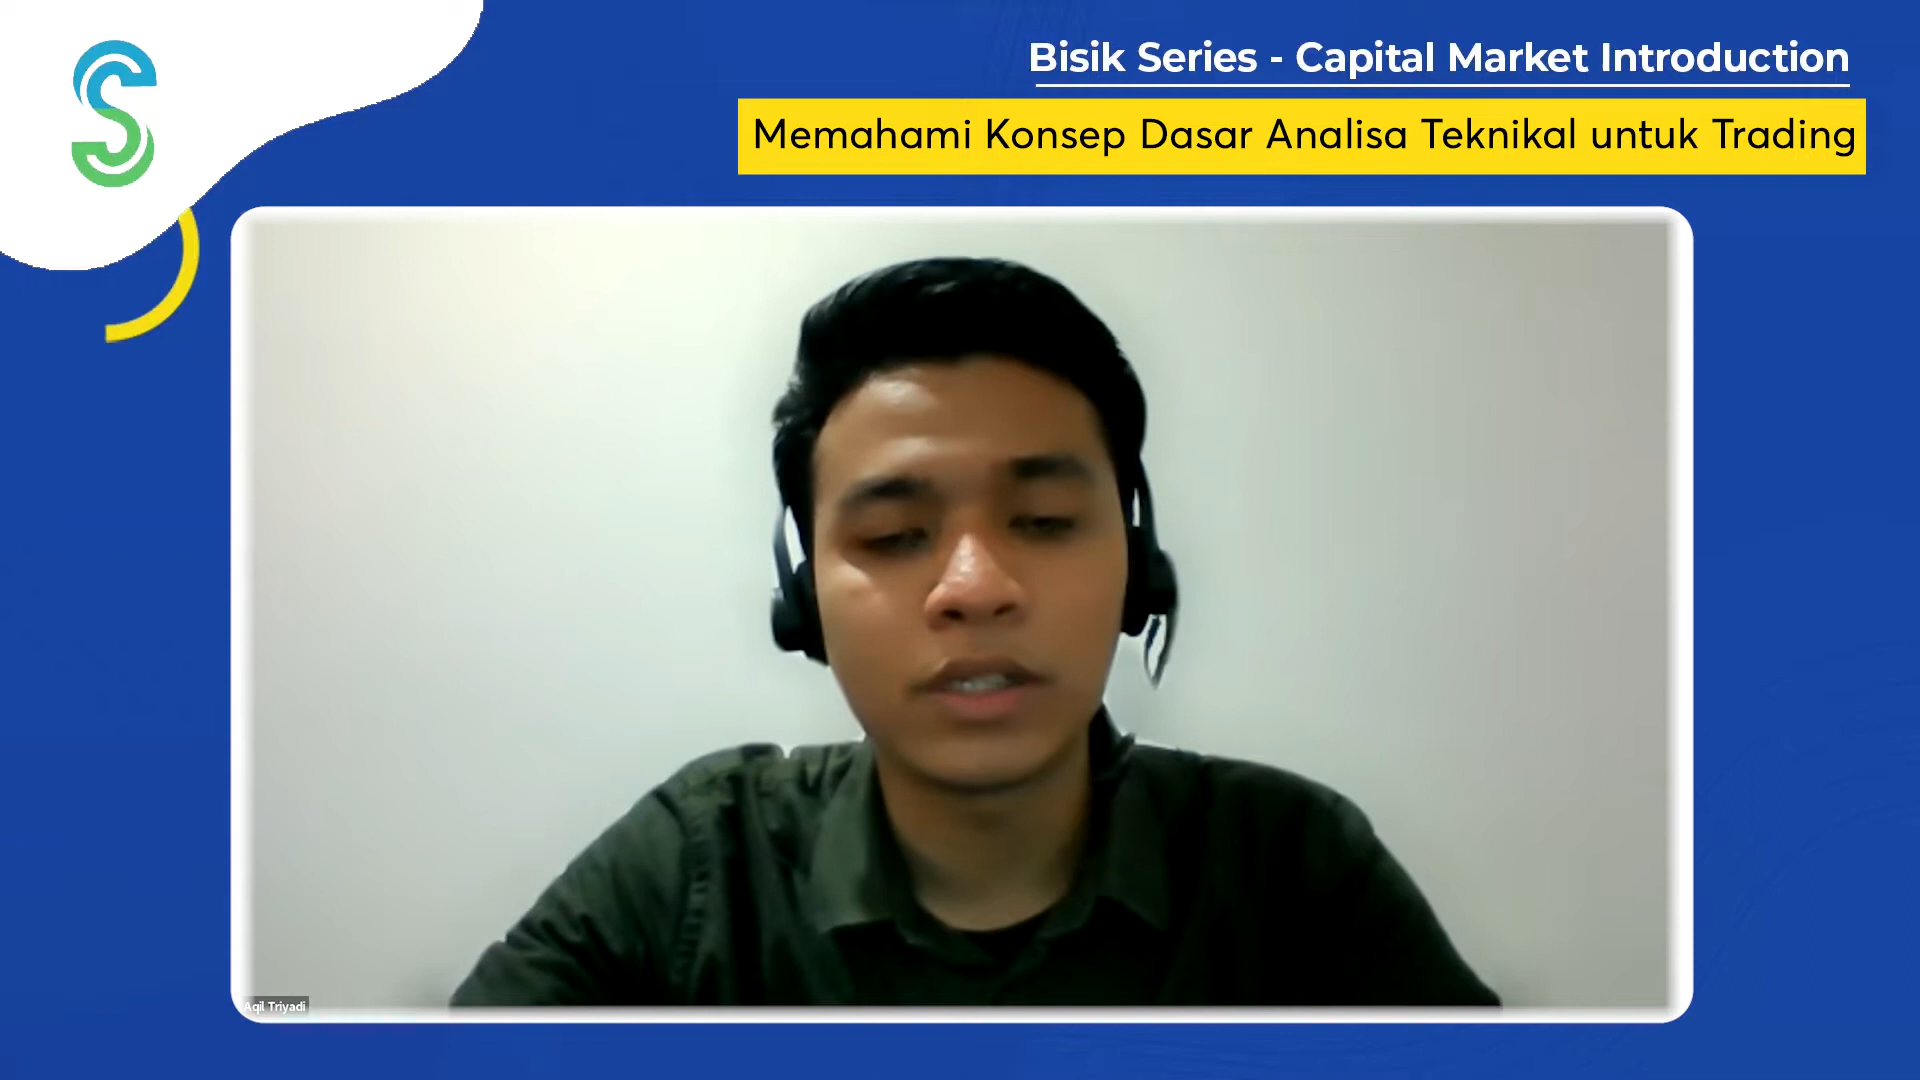 Bisik Series - Capital Market Introduction
Memahami Konsep Dasar Analisa Teknikal untuk Trading
Aqil Triyadi